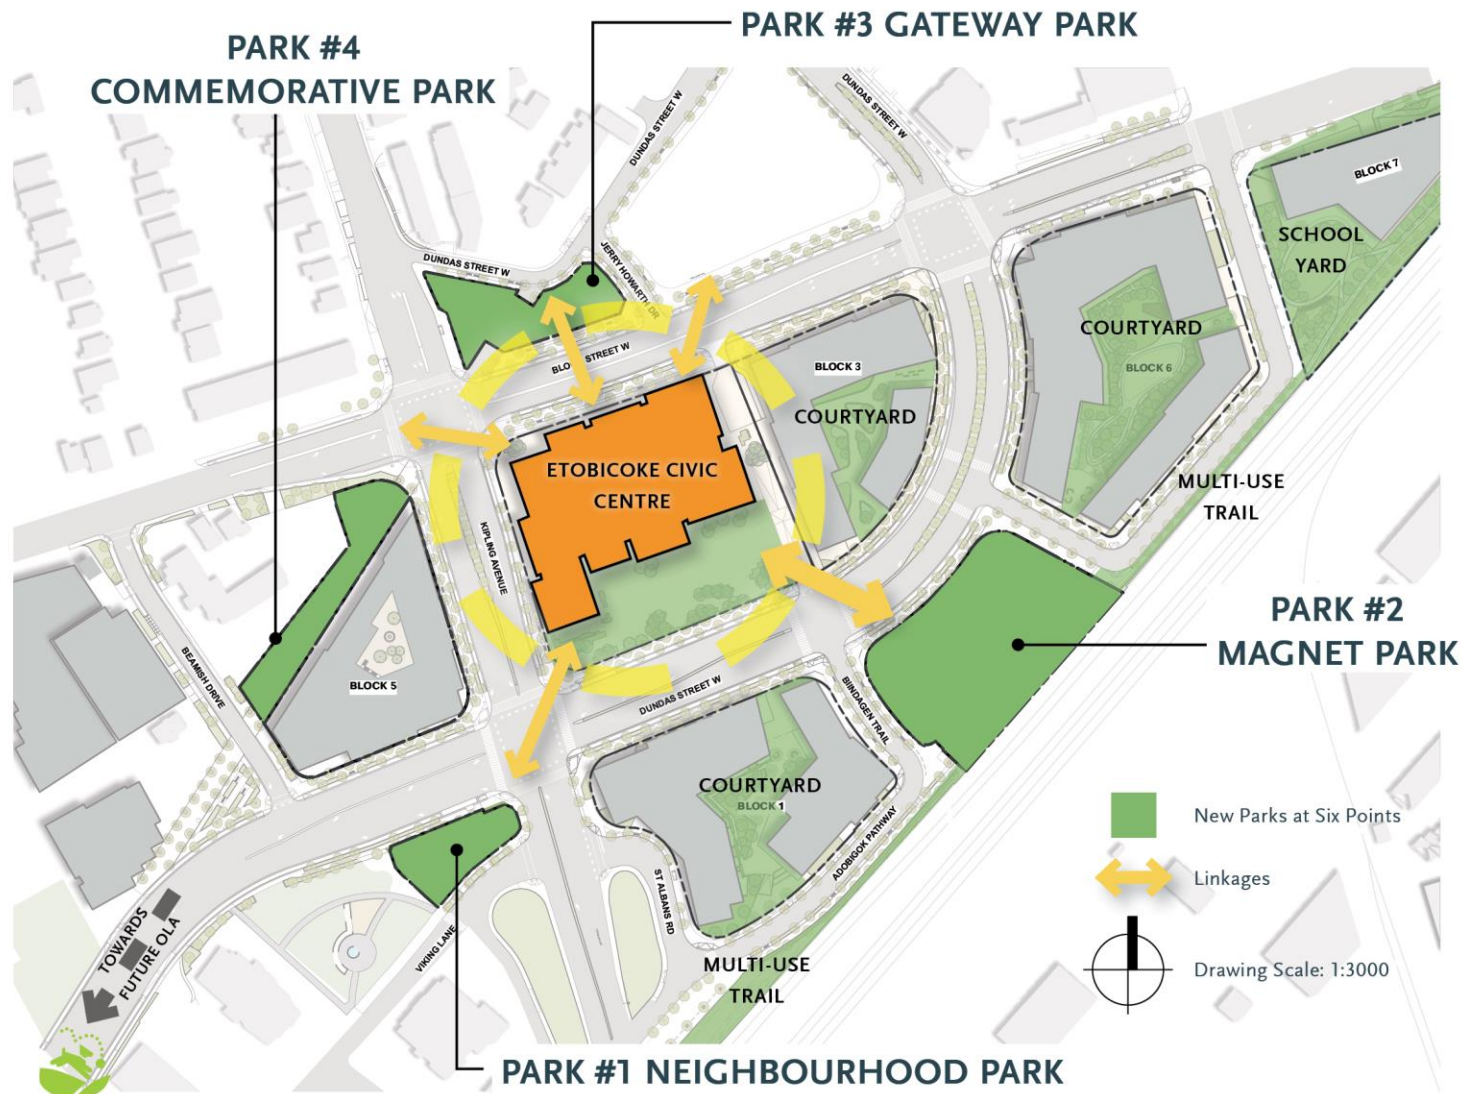 PARK #3 GATEWAY PARK
PARK #4
COMMEMORATIVE PARK
DUNDAS STREET W
DUNDAS STREET W
BLOCK 7
SCHOOL
YARD
DUNDAS STREET W
JERRY HOWARTH DR
COURTYARD
BLOCK 6
BLOOR STREET W
BLOCK 3
COURTYARD
ETOBICOKE CIVIC
CENTRE
MULTI-USE
TRAIL
KIPLING AVENUE
PARK #2
MAGNET PARK
BEAMISH DRIVE
BLOCK 5
DUNDAS STREET W
BIINDAGEN TRAIL
COURTYARD
BLOCK 1
New Parks at Six Points
ADOBIGOK PATHWAY
Linkages
ST ALBANS RD
TOWARDS
FUTURE OLA
VIKING LANE
MULTI-USE
TRAIL
Drawing Scale: 1:3000
PARK #1 NEIGHBOURHOOD PARK